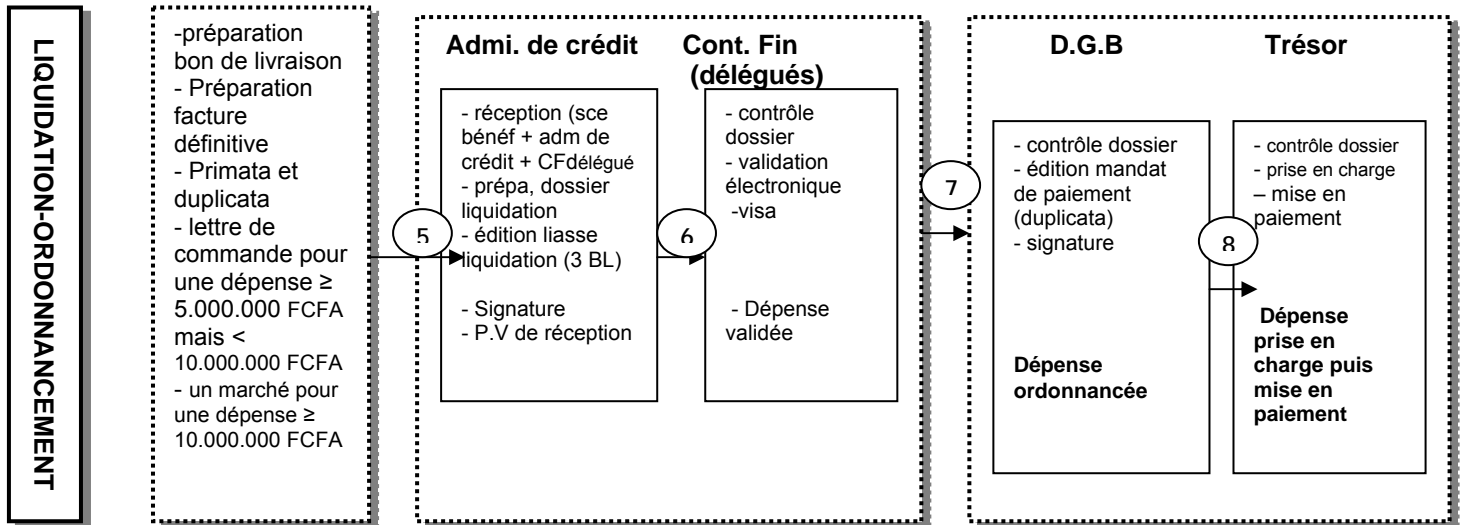 LIQUIDATION-ORDONNANCEMENT
-préparation
bon de livraison
- Préparation
facture
définitive
- Primata et
duplicata
- lettre de
commande pour
une dépense ≥
5.000.000 FCFA
mais <
10.000.000 FCFA
- un marché pour
une dépense ≥
10.000.000 FCFA
5
Admi. de crédit
- réception (sce
bénéf + adm de
crédit + CFdélégué
- prépa, dossier
liquidation
- édition liasse
liquidation (3 BL)
- Signature
- P.V de réception
6
Cont. Fin
(délégués)
- contrôle
dossier
- validation
électronique
-visa
- Dépense
validée
7
D.G.B
- contrôle dossier
- édition mandat
de paiement
(duplicata)
- signature
Dépense
ordonnancée
8
Trésor
- contrôle dossier
- prise en charge
– mise en
paiement
Dépense
prise en
charge puis
mise en
paiement